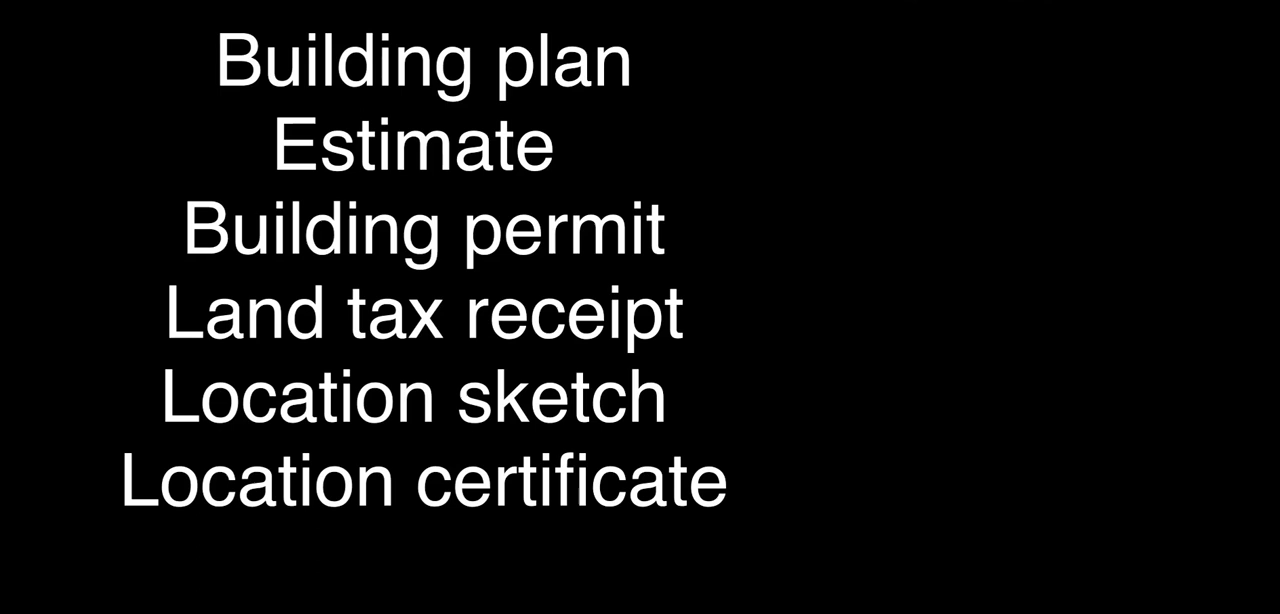 Building plan
Estimate
Building permit
Land tax receipt
Location sketch
Location certificate